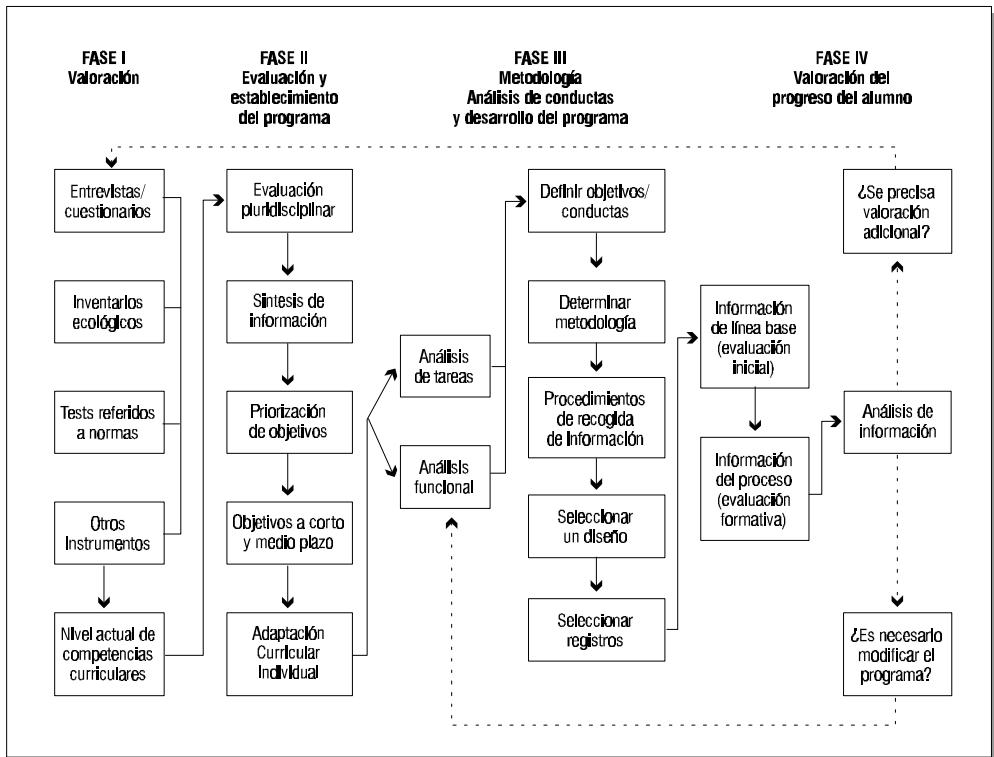 FASE I
Valoración
FASE II
Evaluación y
establecimiento
del programa
FASE III
Metodología
Análisis de conductas
y desarrollo del programa
FASE IV
Valoración del
progreso del alumno
Entrevistas/
cuestionarios
Inventarios
ecológicos
Tests referidos
a normas
Otros
Instrumentos
Nivel actual de
competencias
curriculares
Evaluación
pluridisciplinar
Síntesis de
información
Priorización
de objetivos
Objetivos a corto
y medio plazo
Adaptación
Curricular
Individual
Análisis
de tareas
Análisis
funcional
Definir objetivos/
conductas
Determinar
metodología
Procedimientos
de recogida
de Información
Seleccionar
un diseño
Seleccionar
registros
Información
de línea base
(evaluación
inicial)
Información
del proceso
(evaluación
formativa)
¿Se precisa
valoración
adicional?
Análisis de
información
¿Es necesario
modificar el
programa?